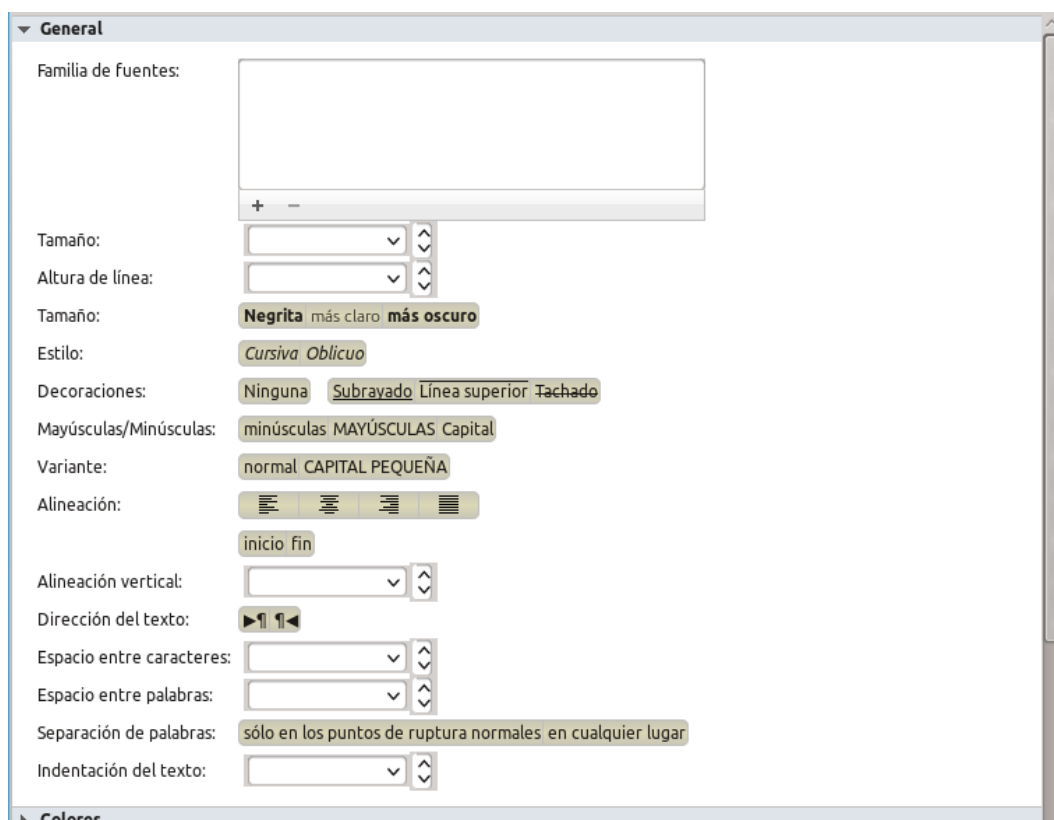 General
Familia de fuentes:
+ −
Tamaño:
Altura de línea:
Tamaño: Negrita más claro más oscuro
Estilo: Cursiva Oblicuo
Decoraciones: Ninguna Subrayado Línea superior Tachado
Mayúsculas/Minúsculas: minúsculas MAYÚSCULAS Capital
Variante: normal CAPITAL PEQUEÑA
Alineación:
inicio fin
Alineación vertical:
Dirección del texto: ▶¶ ¶◀
Espacio entre caracteres:
Espacio entre palabras:
Separación de palabras: sólo en los puntos de ruptura normales en cualquier lugar
Indentación del texto:
Colores